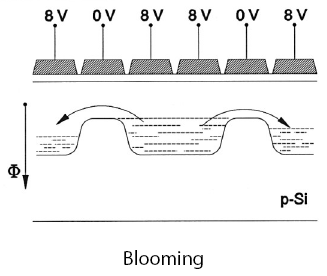 8 V 0 V 8 V 8 V 0 V 8 V
Φ
p-Si
Blooming